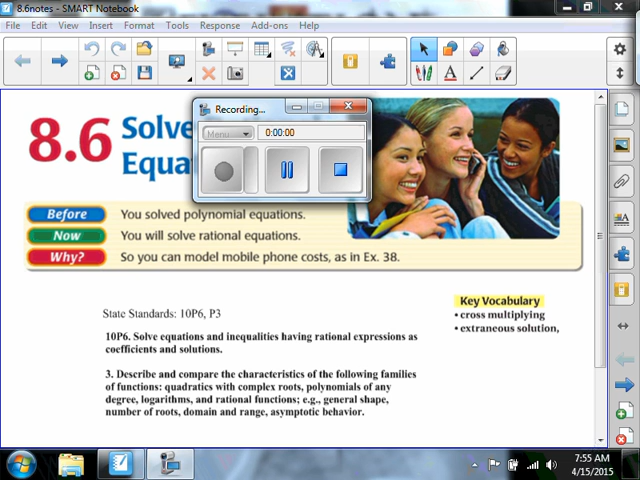 8.6notes - SMART Notebook
File Edit View Insert Format Tools Response Add-ons Help
Recording...
Menu
0:00:00
8.6 Solve
Equa
Before You solved polynomial equations.
Now You will solve rational equations.
Why? So you can model mobile phone costs, as in Ex. 38.
Key Vocabulary
• cross multiplying
• extraneous solution,
State Standards: 10P6, P3
10P6. Solve equations and inequalities having rational expressions as
coefficients and solutions.
3. Describe and compare the characteristics of the following families
of functions: quadratics with complex roots, polynomials of any
degree, logarithms, and rational functions; e.g., general shape,
number of roots, domain and range, asymptotic behavior.
7:55 AM
4/15/2015